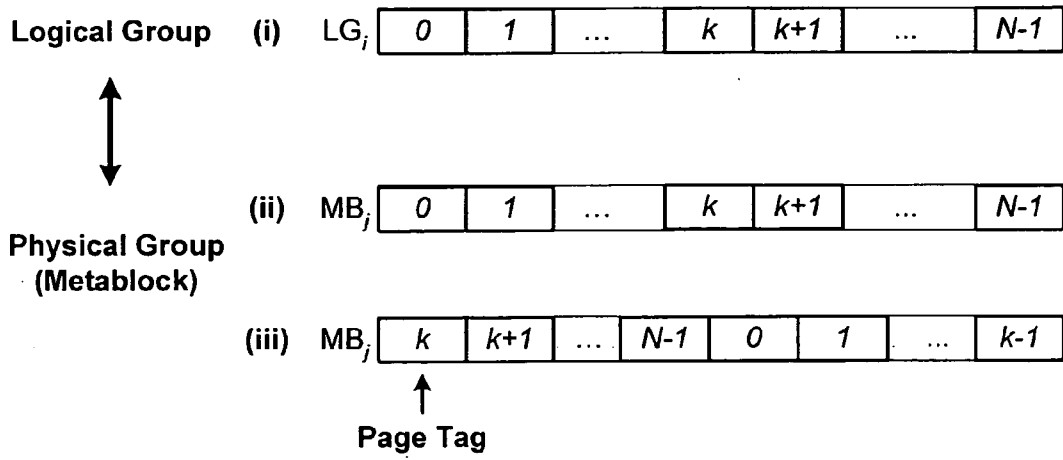 Logical Group (i) LGi 0 1 ... k k+1 ... N-1
(ii) MBj 0 1 ... k k+1 ... N-1
Physical Group
(Metablock)
(iii) MBj k k+1 ... N-1 0 1 ... k-1
Page Tag